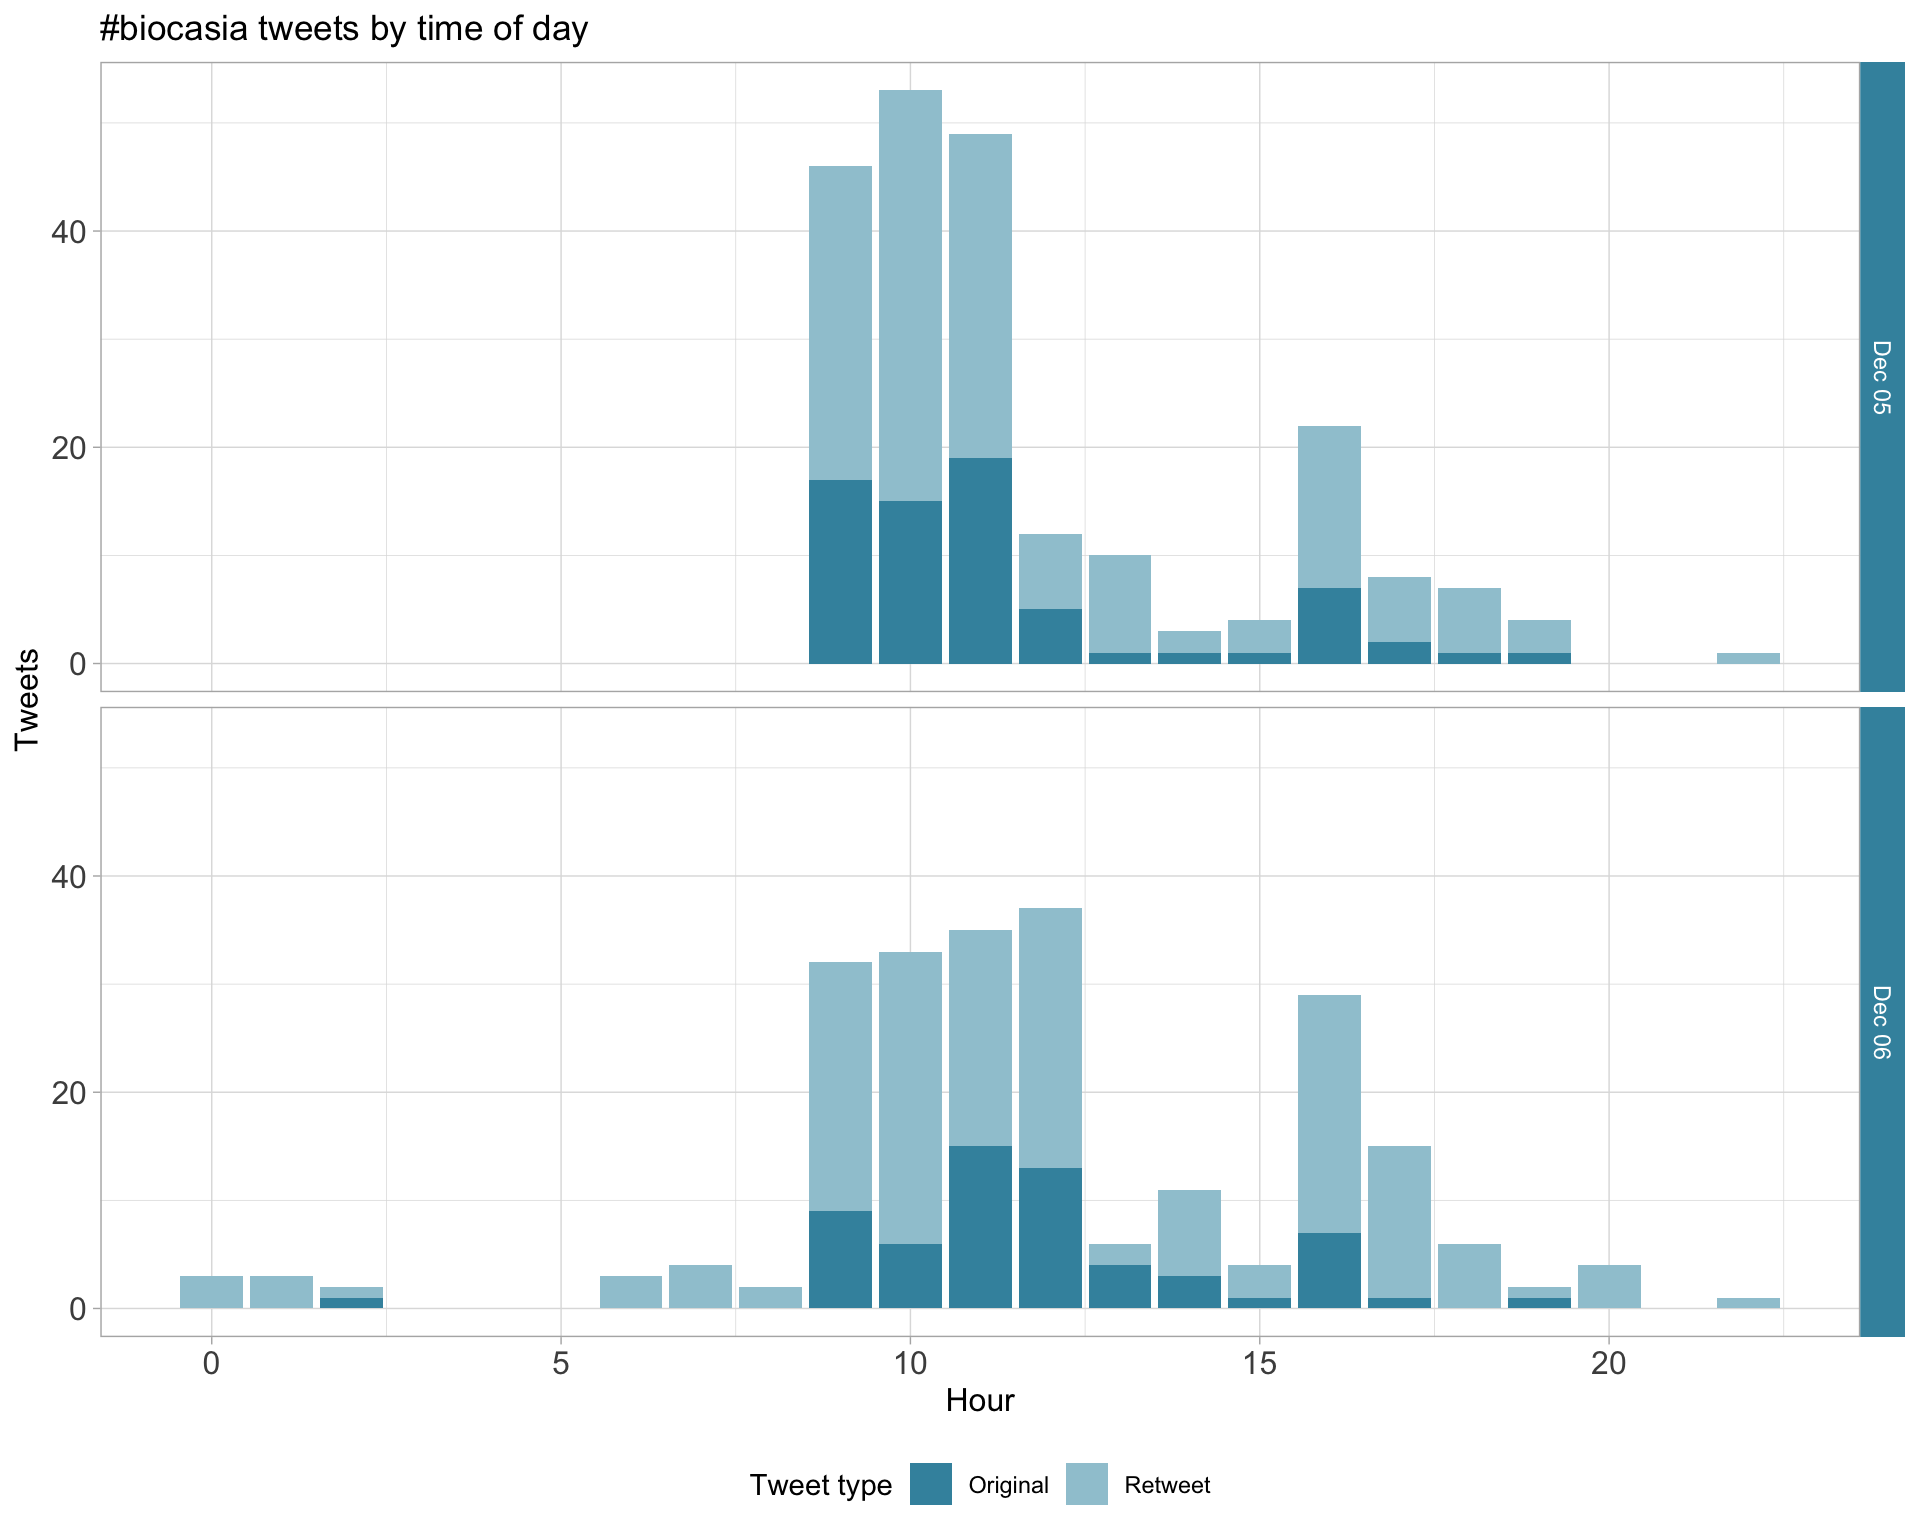 #biocasia tweets by time of day
Tweets
40
20
0
Dec 05
40
20
0
Dec 06
0 5 10 15 20
Hour
Tweet type Original Retweet